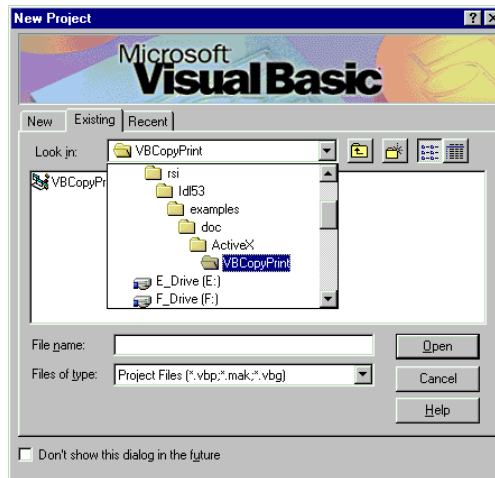 New Project
Microsoft
Visual Basic
New Existing Recent
Look in: VBCopyPrint
VBCopyPr
rsi
Idl53
examples
doc
ActiveX
VBCopyPrint
E_Drive (E:)
F_Drive (F:)
File name: Open
Files of type: Project Files (*.vbp;*.mak;*.vbg) Cancel
Help
Don't show this dialog in the future